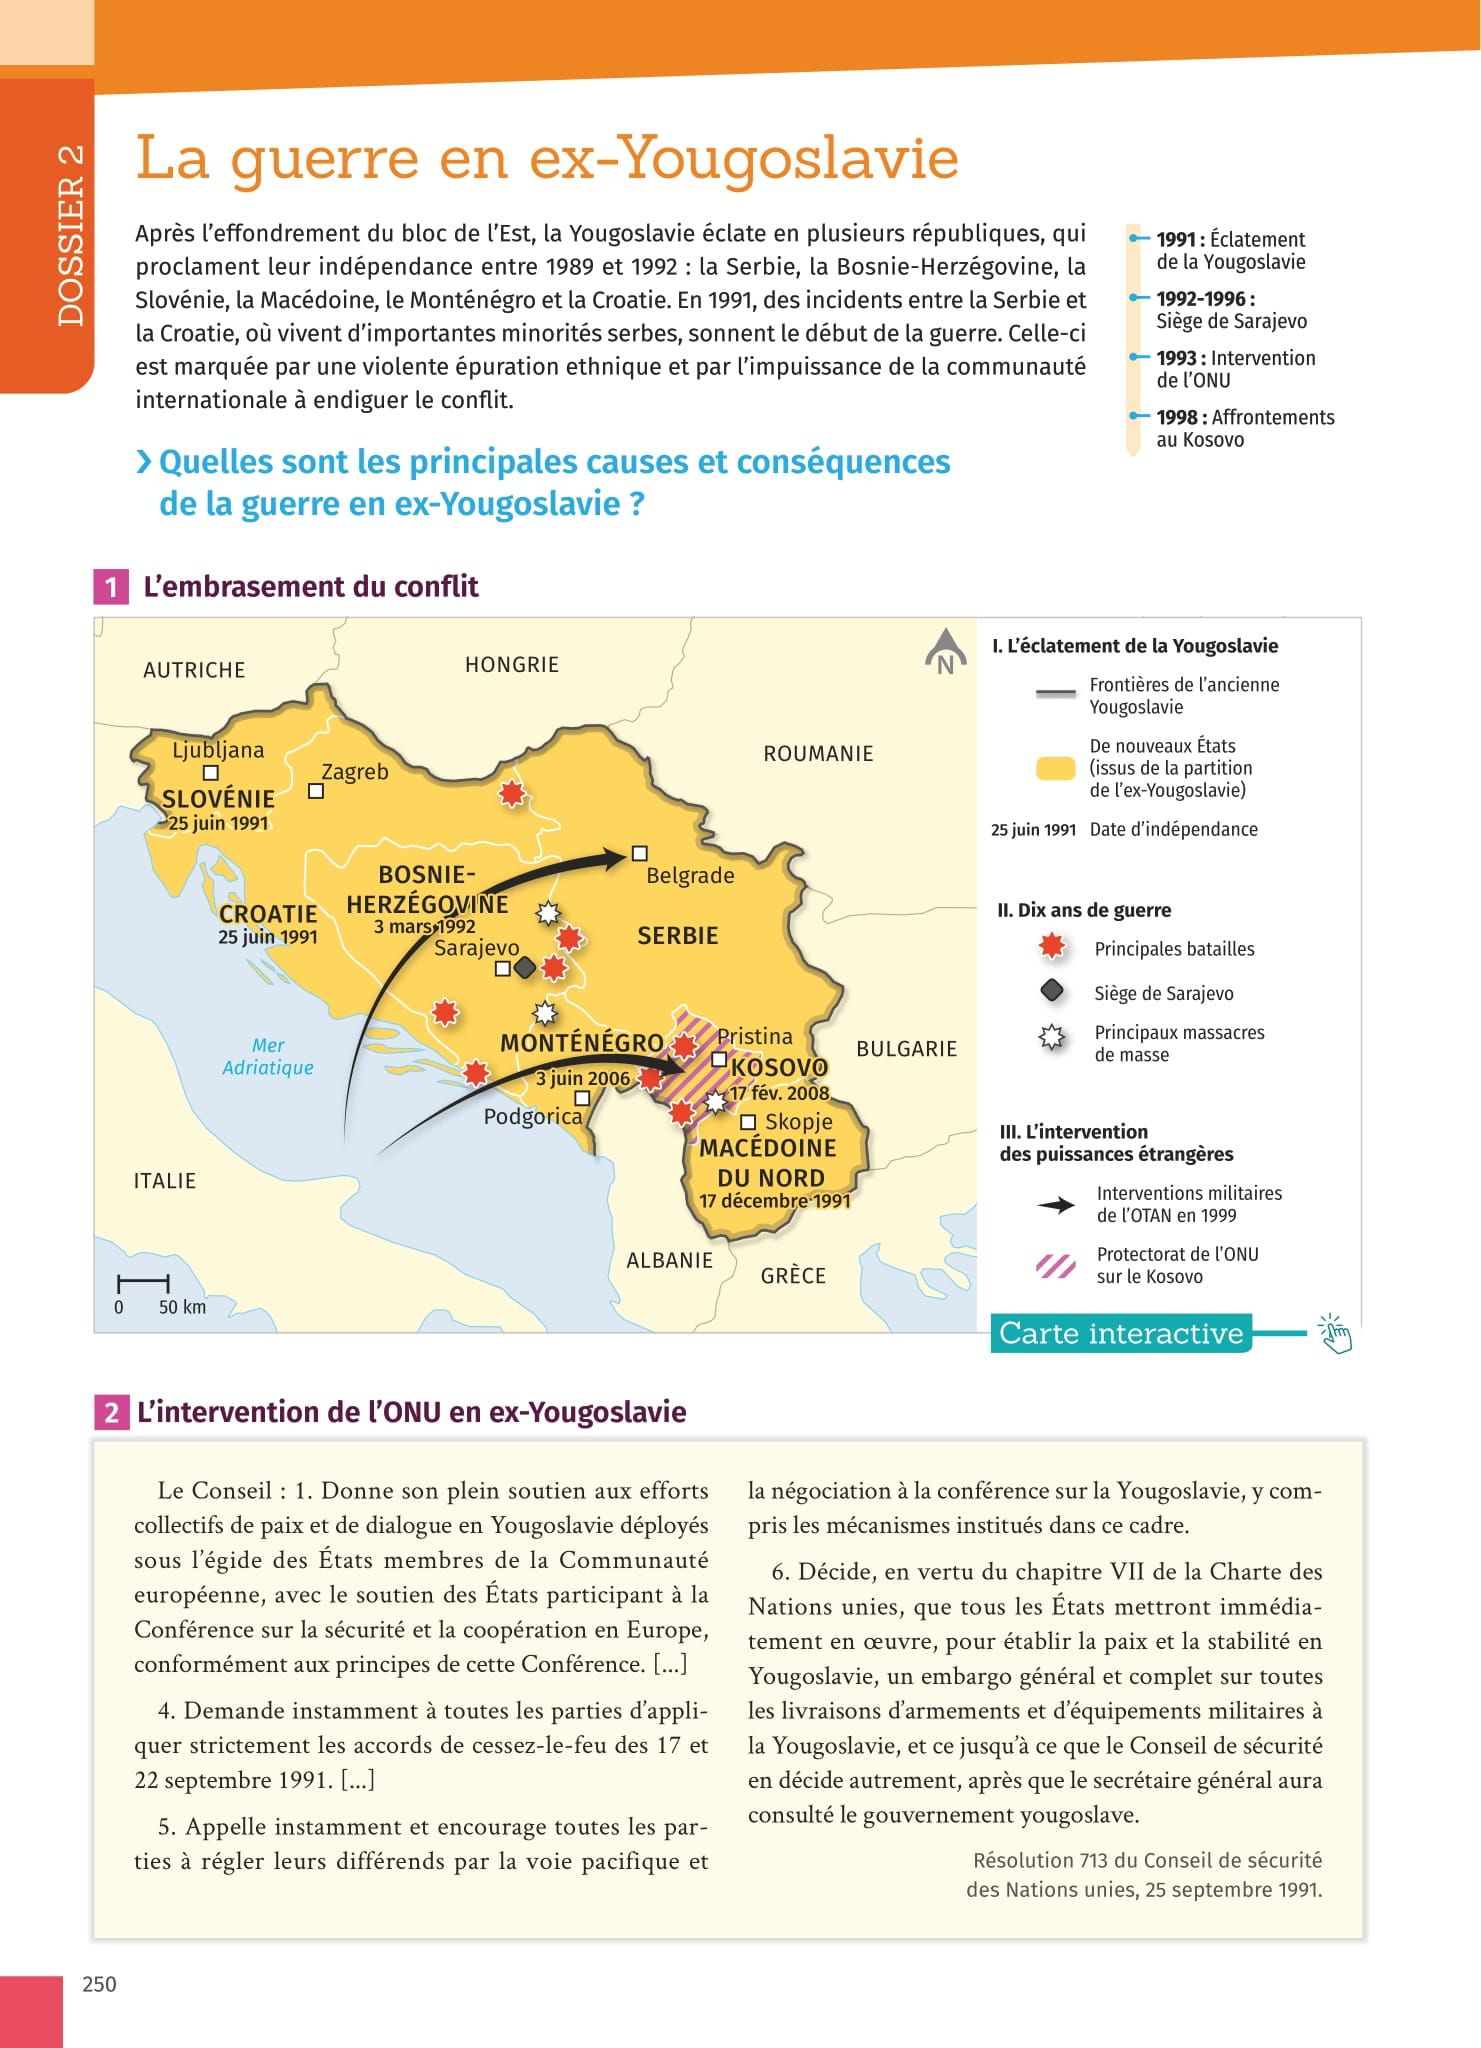 DOSSIER 2
La guerre en ex-Yougoslavie
Après l’effondrement du bloc de l’Est, la Yougoslavie éclate en plusieurs républiques, qui
proclament leur indépendance entre 1989 et 1992 : la Serbie, la Bosnie-Herzégovine, la
Slovénie, la Macédoine, le Monténégro et la Croatie. En 1991, des incidents entre la Serbie et
la Croatie, où vivent d’importantes minorités serbes, sonnent le début de la guerre. Celle-ci
est marquée par une violente épuration ethnique et par l’impuissance de la communauté
internationale à endiguer le conflit.
1991 : Éclatement
de la Yougoslavie
1992-1996 :
Siège de Sarajevo
1993 : Intervention
de l’ONU
1998 : Affrontements
au Kosovo
❯ Quelles sont les principales causes et conséquences
de la guerre en ex-Yougoslavie ?
1 L’embrasement du conflit
AUTRICHE
HONGRIE
N
ROUMANIE
Ljubljana
SLOVÉNIE
25 juin 1991
Zagreb
BOSNIE-
HERZÉGOVINE
3 mars 1992
Belgrade
CROATIE
25 juin 1991
Sarajevo
SERBIE
Mer
Adriatique
MONTÉNÉGRO
3 juin 2006
Podgorica
Pristina
KOSOVO
17 fév. 2008
BULGARIE
Skopje
MACÉDOINE
DU NORD
17 décembre 1991
ITALIE
ALBANIE
GRÈCE
0 50 km
I. L’éclatement de la Yougoslavie
Frontières de l’ancienne
Yougoslavie
De nouveaux États
(issus de la partition
de l’ex-Yougoslavie)
25 juin 1991 Date d’indépendance
II. Dix ans de guerre
Principales batailles
Siège de Sarajevo
Principaux massacres
de masse
III. L’intervention
des puissances étrangères
Interventions militaires
de l’OTAN en 1999
Protectorat de l’ONU
sur le Kosovo
Carte interactive
2 L’intervention de l’ONU en ex-Yougoslavie
Le Conseil : 1. Donne son plein soutien aux efforts
collectifs de paix et de dialogue en Yougoslavie déployés
sous l’égide des États membres de la Communauté
européenne, avec le soutien des États participant à la
Conférence sur la sécurité et la coopération en Europe,
conformément aux principes de cette Conférence. [...]
4. Demande instamment à toutes les parties d’appli-
quer strictement les accords de cessez-le-feu des 17 et
22 septembre 1991. [...]
5. Appelle instamment et encourage toutes les par-
ties à régler leurs différends par la voie pacifique et
la négociation à la conférence sur la Yougoslavie, y com-
pris les mécanismes institués dans ce cadre.
6. Décide, en vertu du chapitre VII de la Charte des
Nations unies, que tous les États mettront immédia-
tement en œuvre, pour établir la paix et la stabilité en
Yougoslavie, un embargo général et complet sur toutes
les livraisons d’armements et d’équipements militaires à
la Yougoslavie, et ce jusqu’à ce que le Conseil de sécurité
en décide autrement, après que le secrétaire général aura
consulté le gouvernement yougoslave.
Résolution 713 du Conseil de sécurité
des Nations unies, 25 septembre 1991.
250